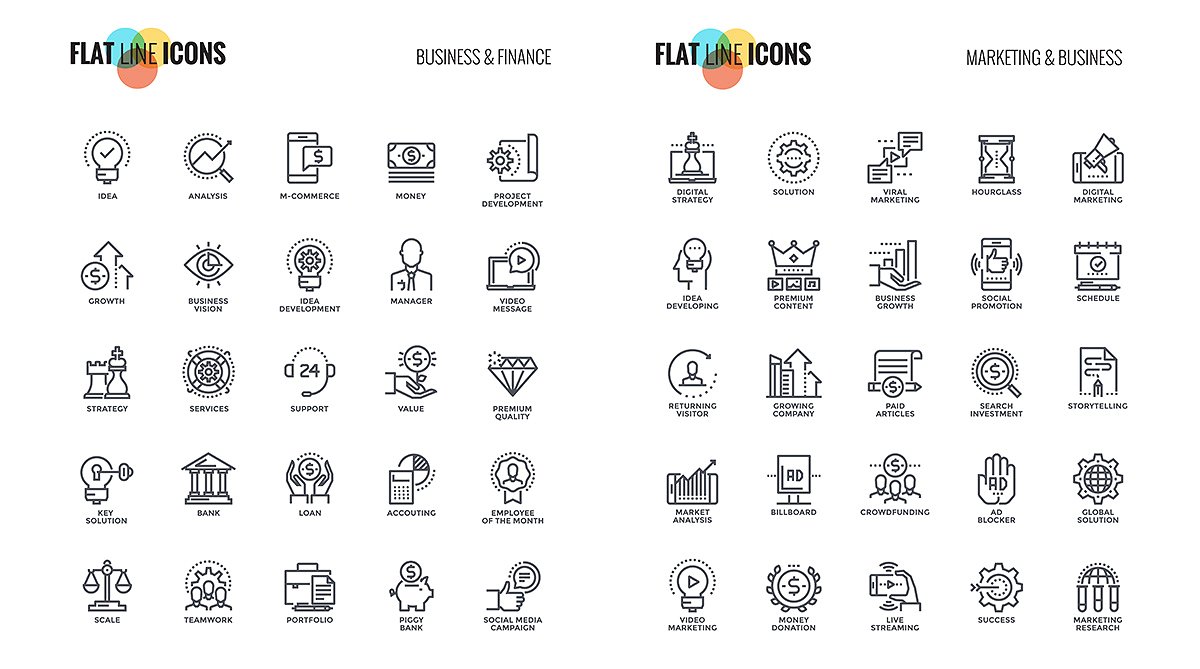 FLAT LINE ICONS
BUSINESS & FINANCE
IDEA
ANALYSIS
$
M-COMMERCE
$
MONEY
PROJECT
DEVELOPMENT
$
GROWTH
BUSINESS
VISION
IDEA
DEVELOPMENT
MANAGER
VIDEO
MESSAGE
STRATEGY
SERVICES
24
SUPPORT
$
VALUE
PREMIUM
QUALITY
KEY
SOLUTION
BANK
$
LOAN
ACCOUTING
EMPLOYEE
OF THE MONTH
SCALE
TEAMWORK
PORTFOLIO
$
PIGGY
BANK
SOCIAL MEDIA
CAMPAIGN
FLAT LINE ICONS
MARKETING & BUSINESS
DIGITAL
STRATEGY
SOLUTION
VIRAL
MARKETING
HOURGLASS
DIGITAL
MARKETING
IDEA
DEVELOPING
PREMIUM
CONTENT
BUSINESS
GROWTH
SOCIAL
PROMOTION
SCHEDULE
RETURNING
VISITOR
GROWING
COMPANY
$
PAID
ARTICLES
$
SEARCH
INVESTMENT
STORYTELLING
MARKET
ANALYSIS
AD
BILLBOARD
$
CROWDFUNDING
AD
AD
BLOCKER
GLOBAL
SOLUTION
VIDEO
MARKETING
$
MONEY
DONATION
LIVE
STREAMING
SUCCESS
MARKETING
RESEARCH